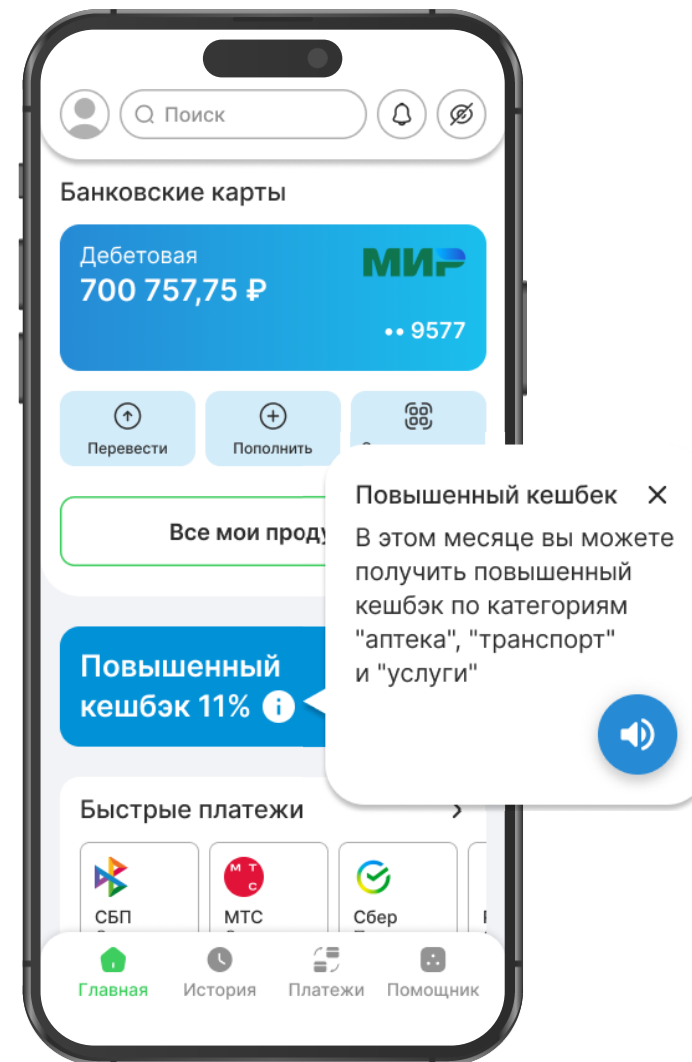 Поиск
Банковские карты
Дебетовая
700 757,75 ₽
МИР
•• 9577
Перевести
Пополнить
Все мои
Повышенный кешбек
В этом месяце вы можете
получить повышенный
кешбэк по категориям
"аптека", "транспорт"
и "услуги"
Повышенный
кешбэк 11%
Быстрые платежи
СБП
МТС
МТС
Сбер
Главная
История
Платежи
Помощник